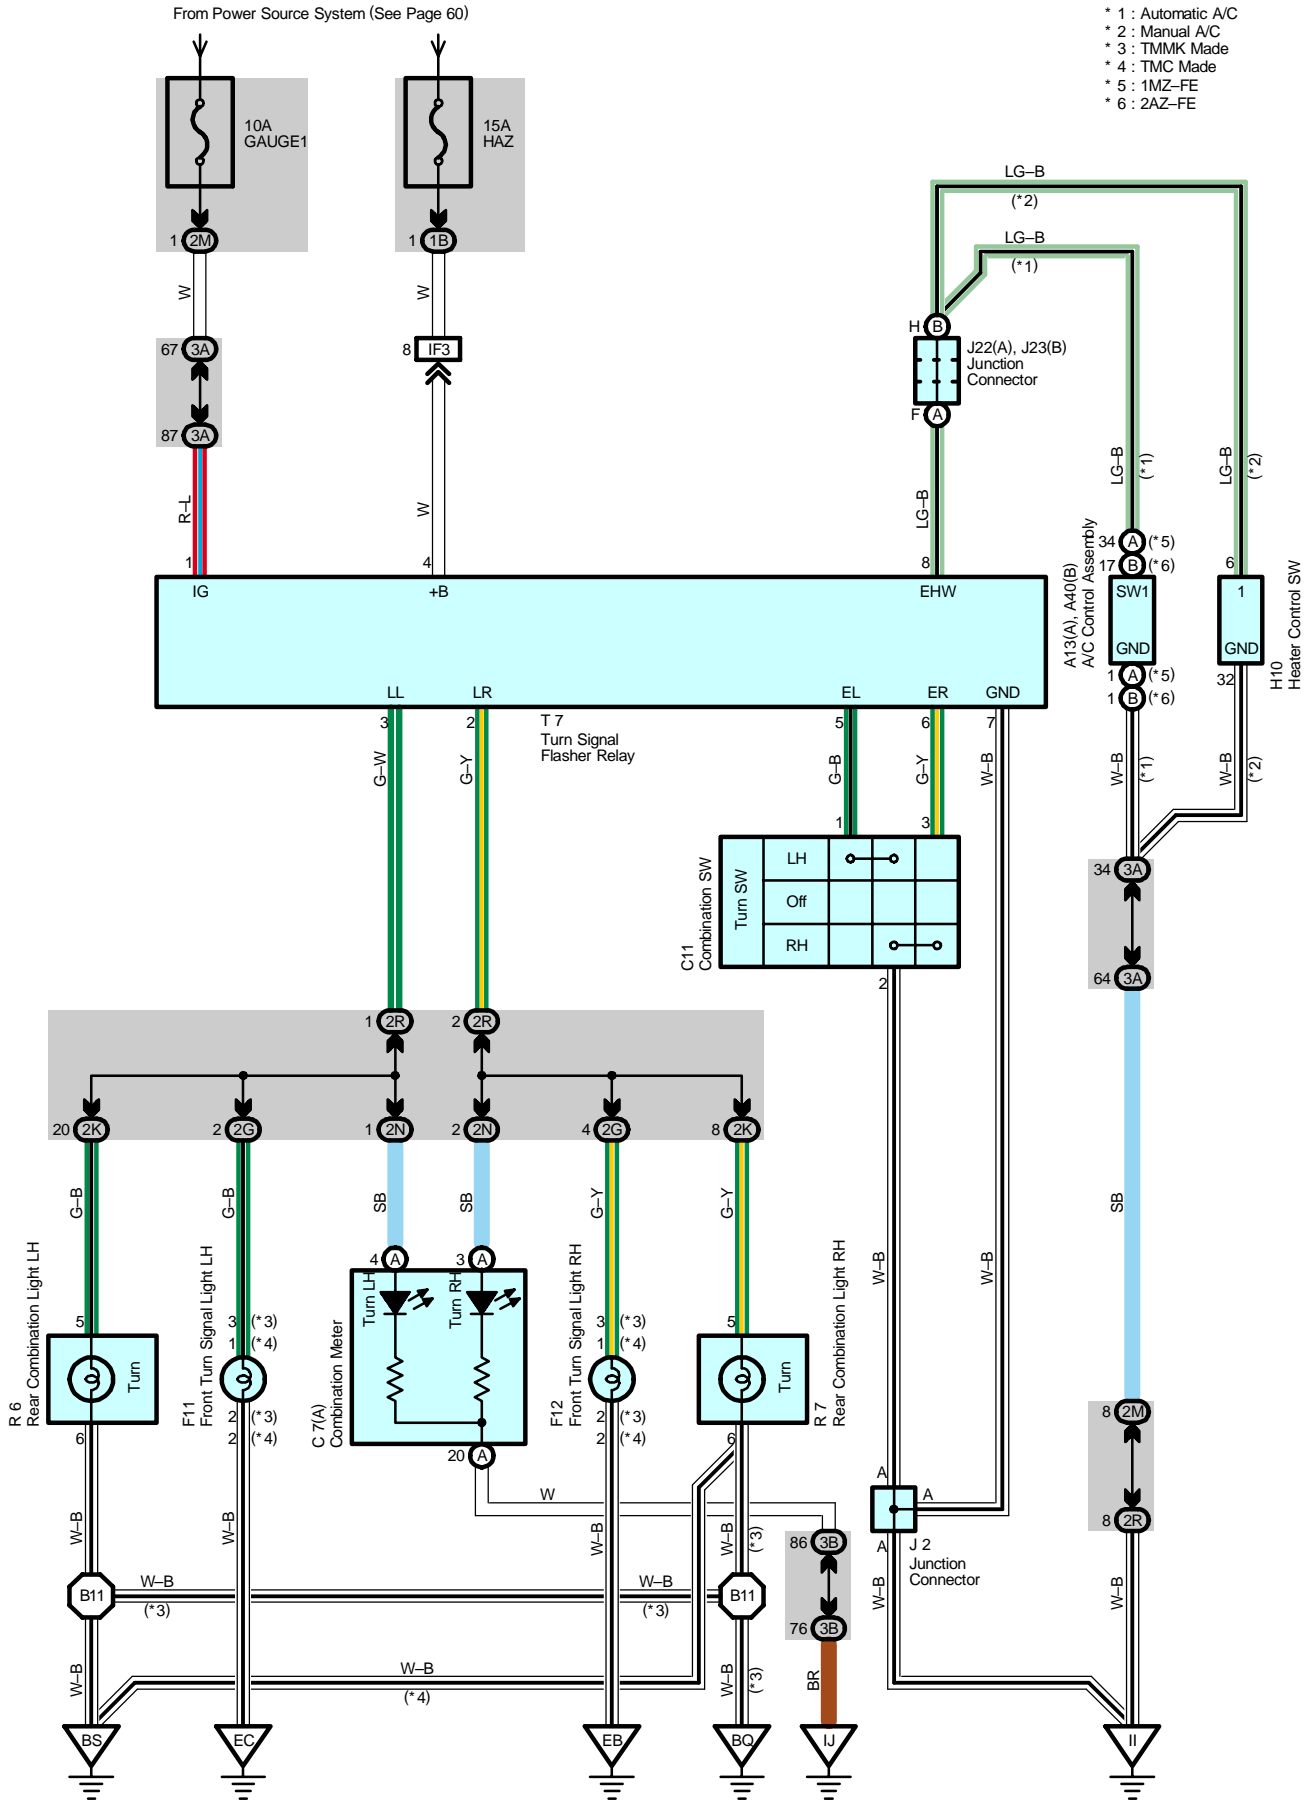 From Power Source System (See Page 60)
* 1 : Automatic A/C
* 2 : Manual A/C
* 3 : TMMK Made
* 4 : TMC Made
* 5 : 1MZ–FE
* 6 : 2AZ–FE
10A
GAUGE1
15A
HAZ
1 2M
1 1B
W
W
67 3A
8 IF3
87 3A
R–L
W
LG–B
(*2)
LG–B
(*1)
H B
J22(A), J23(B)
Junction
Connector
F A
LG–B
LG–B
(*1)
LG–B
(*2)
34 A (*5)
17 B (*6)
A13(A), A40(B)
A/C Control Assembly
SW1
GND
1 A (*5)
1 B (*6)
6
1
GND
32
H10
Heater Control SW
1
4
8
IG
+B
EHW
LL
LR
EL
ER
GND
3
2
5
6
7
T 7
Turn Signal
Flasher Relay
G–W
G–Y
G–B
G–Y
W–B
W–B
(*1)
W–B
(*2)
1
3
C11
Combination SW
Turn SW
LH
Off
RH
2
34 3A
64 3A
1 2R
2 2R
20 2K
2 2G
1 2N
2 2N
4 2G
8 2K
G–B
G–B
SB
SB
G–Y
G–Y
W–B
W–B
SB
4 A
3 A
5
3 (*3)
1 (*4)
Turn LH
Turn RH
3 (*3)
1 (*4)
5
R 6
Rear Combination Light LH
Turn
F11
Front Turn Signal Light LH
C 7(A)
Combination Meter
F12
Front Turn Signal Light RH
Turn
R 7
Rear Combination Light RH
6
2 (*3)
2 (*4)
20 A
2 (*3)
2 (*4)
6
8 2M
8 2R
W
A
A
A
J 2
Junction
Connector
W–B
W–B
W–B
W–B
(*3)
86 3B
76 3B
B11
W–B
(*3)
W–B
(*3)
B11
W–B
W–B
W–B
W–B
(*4)
W–B
(*3)
BR
BS
EC
EB
BQ
IJ
II